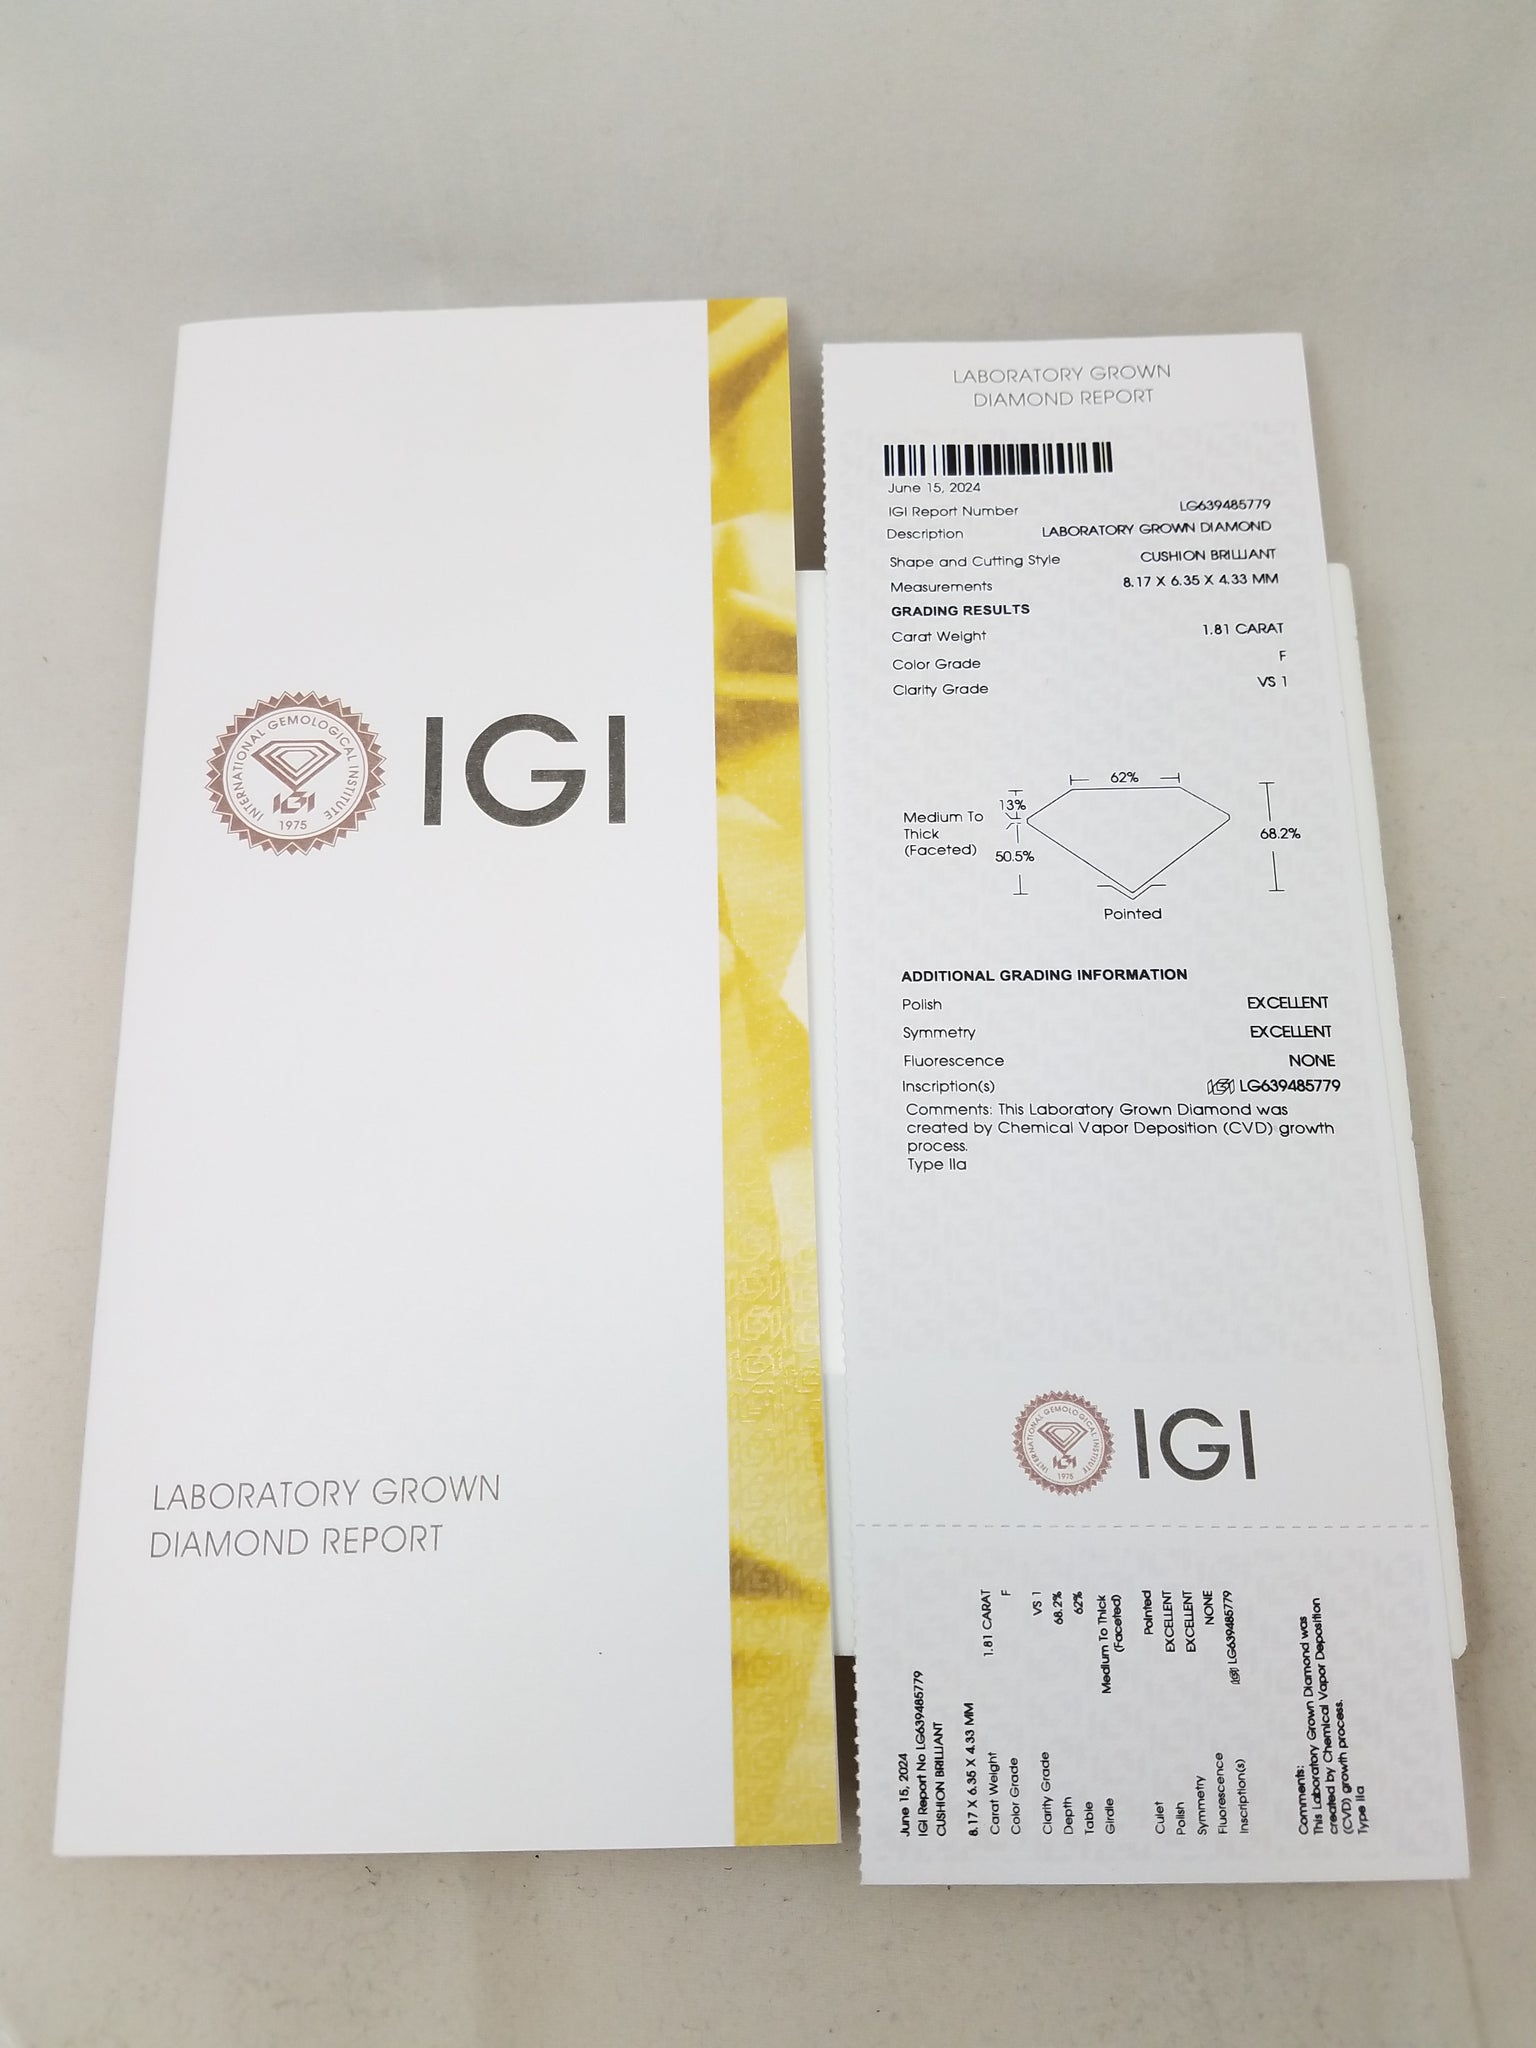 INTERNATIONAL GEMOLOGICAL INSTITUTE
IGI
1975
IGI
LABORATORY GROWN
DIAMOND REPORT
LABORATORY GROWN
DIAMOND REPORT
June 15, 2024
IGI Report Number LG639485779
Description LABORATORY GROWN DIAMOND
Shape and Cutting Style CUSHION BRILLIANT
Measurements 8.17 X 6.35 X 4.33 MM
GRADING RESULTS
Carat Weight 1.81 CARAT
Color Grade F
Clarity Grade VS 1
62%
13%
Medium To
Thick
(Faceted)
50.5%
68.2%
Pointed
ADDITIONAL GRADING INFORMATION
Polish EXCELLENT
Symmetry EXCELLENT
Fluorescence NONE
Inscription(s) IGI LG639485779
Comments: This Laboratory Grown Diamond was
created by Chemical Vapor Deposition (CVD) growth
process.
Type IIa
INTERNATIONAL GEMOLOGICAL INSTITUTE
IGI
1975
IGI
June 15, 2024
IGI Report No LG639485779
CUSHION BRILLIANT
8.17 X 6.35 X 4.33 MM
Carat Weight 1.81 CARAT
Color Grade F
Clarity Grade VS 1
Depth 68.2%
Table 62%
Girdle Medium To Thick
(Faceted)
Culet Pointed
Polish EXCELLENT
Symmetry EXCELLENT
Fluorescence NONE
Inscription(s) IGI LG639485779
Comments:
This Laboratory Grown Diamond was
created by Chemical Vapor Deposition
(CVD) growth process.
Type IIa